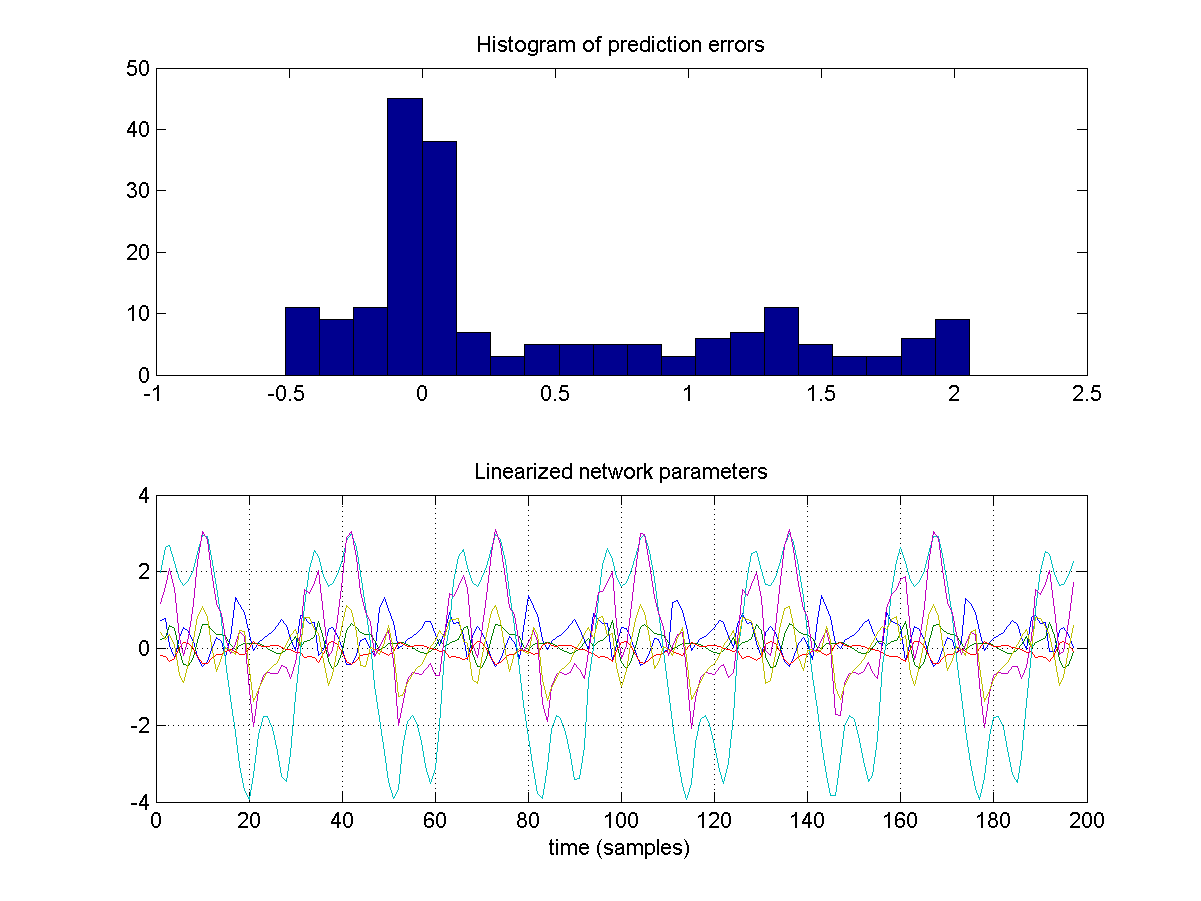 Histogram of prediction errors
50
40
30
20
10
0
-1 -0.5 0 0.5 1 1.5 2 2.5
Linearized network parameters
4
2
0
-2
-4
0 20 40 60 80 100 120 140 160 180 200
time (samples)